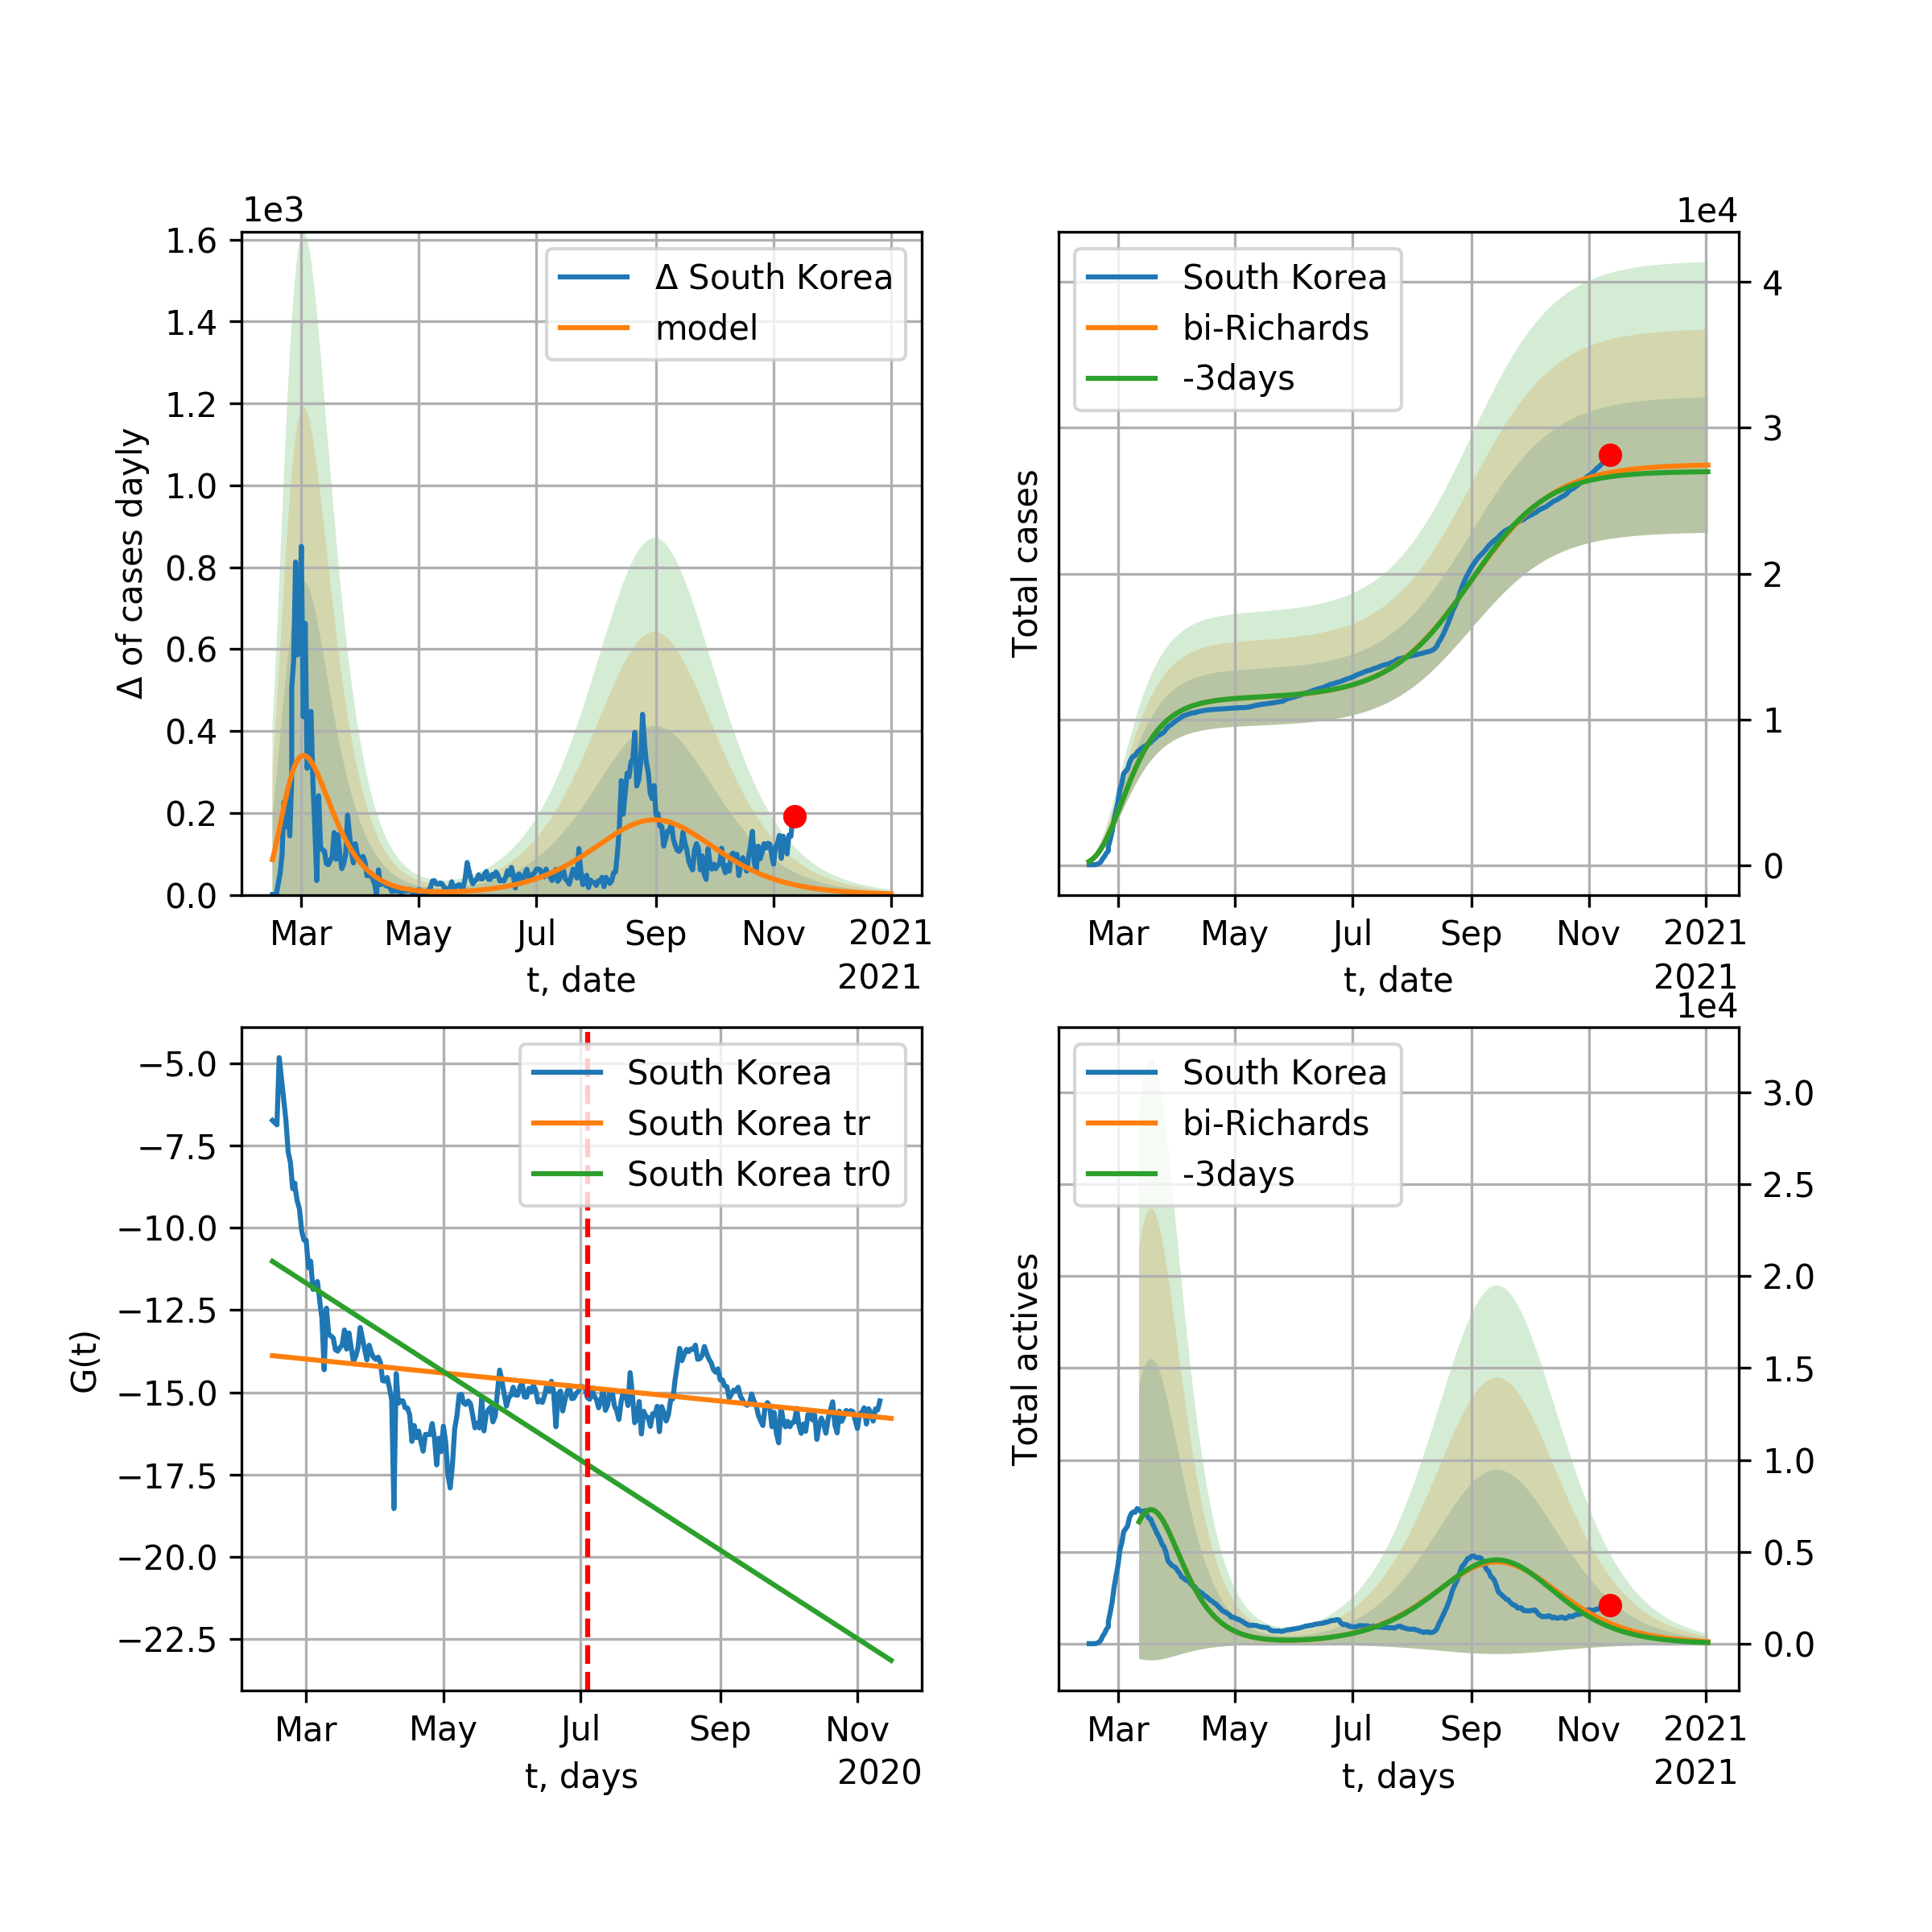 1e3
1.6
1.4
1.2
1.0
0.8
0.6
0.4
0.2
0.0
Δ of cases dayly
Δ South Korea
model
Mar May Jul Sep Nov 2021
t, date
2021
1e4
4
3
2
1
0
Total cases
South Korea
bi-Richards
-3days
Mar May Jul Sep Nov 2021
t, date
2021
−5.0
−7.5
−10.0
−12.5
−15.0
−17.5
−20.0
−22.5
G(t)
South Korea
South Korea tr
South Korea tr0
Mar May Jul Sep Nov
t, days
2020
1e4
3.0
2.5
2.0
1.5
1.0
0.5
0.0
Total actives
South Korea
bi-Richards
-3days
Mar May Jul Sep Nov 2021
t, days
2021